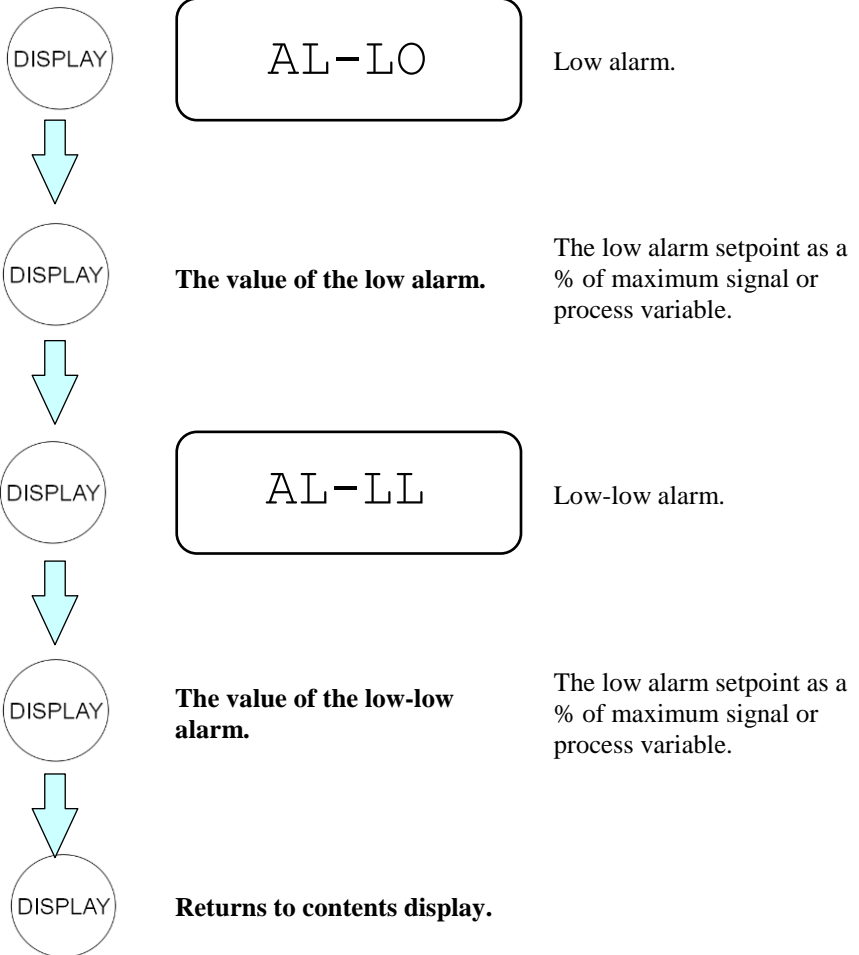 DISPLAY
AL-LO
Low alarm.
DISPLAY
The value of the low alarm.
The low alarm setpoint as a
% of maximum signal or
process variable.
DISPLAY
AL-LL
Low-low alarm.
DISPLAY
The value of the low-low
alarm.
The low alarm setpoint as a
% of maximum signal or
process variable.
DISPLAY
Returns to contents display.